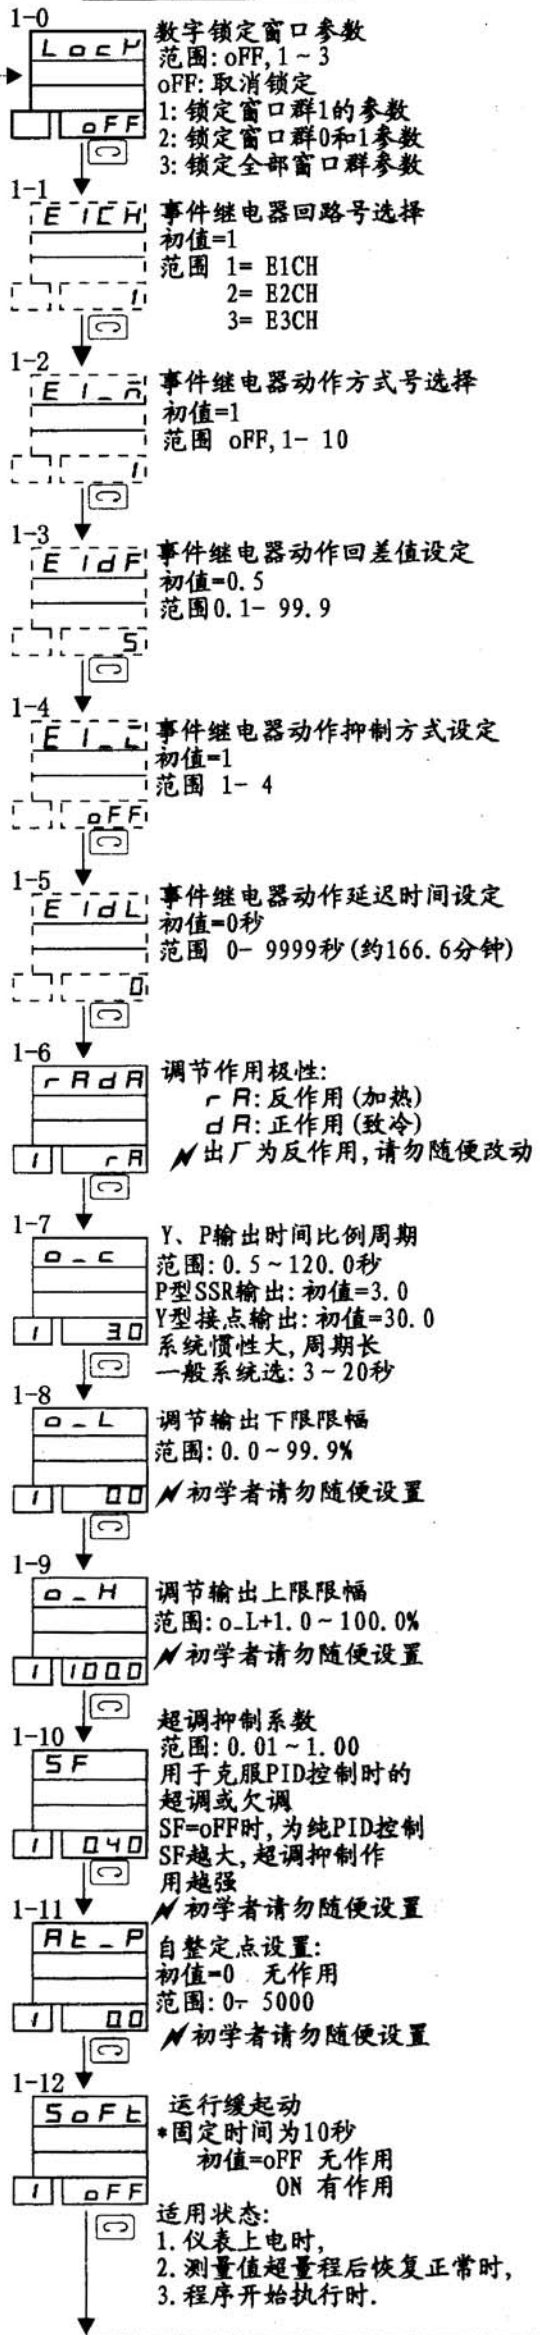 1-0
LocK
oFF
数字锁定窗口参数
范围:oFF,1~3
oFF:取消锁定
1:锁定窗口群1的参数
2:锁定窗口群0和1参数
3:锁定全部窗口群参数
1-1
E1CH
1
事件继电器回路号选择
初值=1
范围 1= E1CH
2= E2CH
3= E3CH
1-2
E1_n
1
事件继电器动作方式号选择
初值=1
范围 oFF,1- 10
1-3
E1dF
5
事件继电器动作回差值设定
初值=0.5
范围0.1- 99.9
1-4
E1_L
oFF
事件继电器动作抑制方式设定
初值=1
范围 1- 4
1-5
E1dL
0
事件继电器动作延迟时间设定
初值=0秒
范围 0- 9999秒(约166.6分钟)
1-6
rAdA
1 rA
调节作用极性:
rA:反作用(加热)
dA:正作用(致冷)
出厂为反作用,请勿随便改动
1-7
o_c
1 3.0
Y、P输出时间比例周期
范围:0.5~120.0秒
P型SSR输出:初值=3.0
Y型接点输出:初值=30.0
系统惯性大,周期长
一般系统选:3~20秒
1-8
o_L
1 0.0
调节输出下限限幅
范围:0.0~99.9%
初学者请勿随便设置
1-9
o_H
1 100.0
调节输出上限限幅
范围:o_L+1.0~100.0%
初学者请勿随便设置
1-10
SF
1 0.40
超调抑制系数
范围:0.01~1.00
用于克服PID控制时的
超调或欠调
SF=oFF时,为纯PID控制
SF越大,超调抑制作
用越强
初学者请勿随便设置
1-11
At_P
1 0.0
自整定点设置:
初值=0 无作用
范围:0- 5000
初学者请勿随便设置
1-12
Soft
1 oFF
运行缓起动
*固定时间为10秒
初值=oFF 无作用
ON 有作用
适用状态:
1.仪表上电时,
2.测量值超量程后恢复正常时,
3.程序开始执行时.